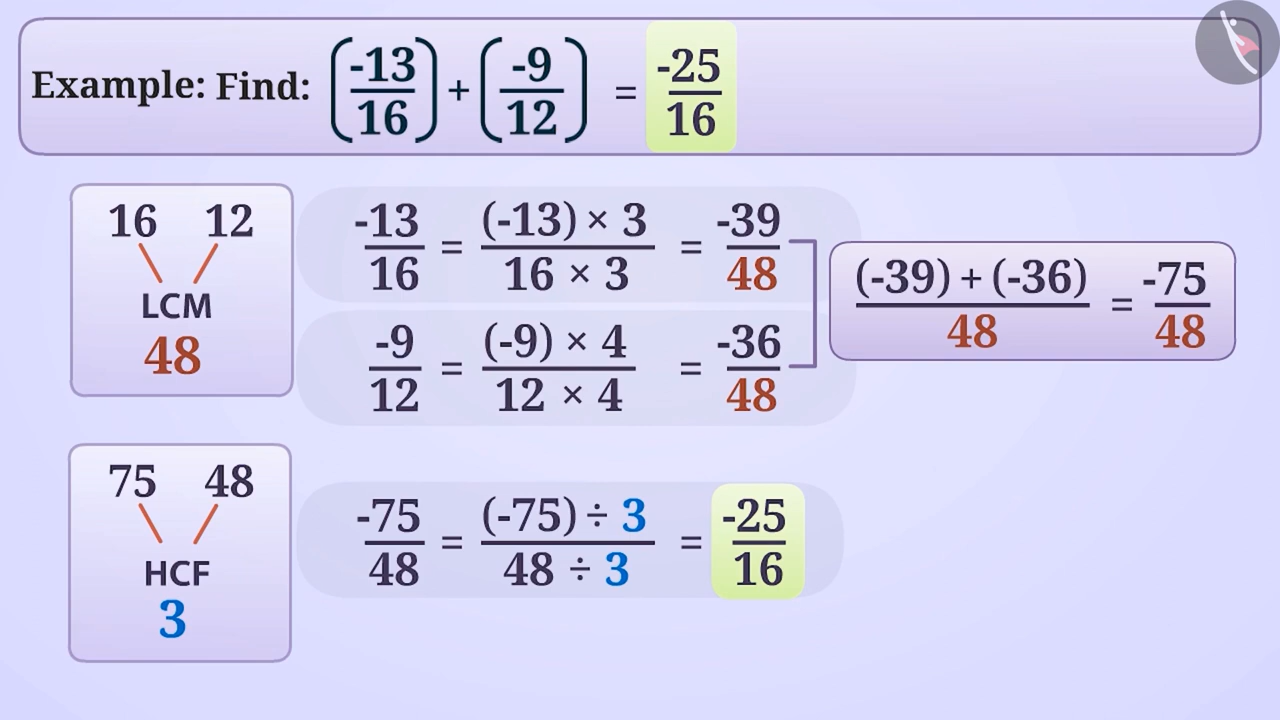 Example: Find: (-13/16) + (-9/12) = -25/16
16 12
LCM
48
-13/16 = (-13) × 3/16 × 3 = -39/48
-9/12 = (-9) × 4/12 × 4 = -36/48
(-39) + (-36)/48 = -75/48
75 48
HCF
3
-75/48 = (-75) ÷ 3/48 ÷ 3 = -25/16